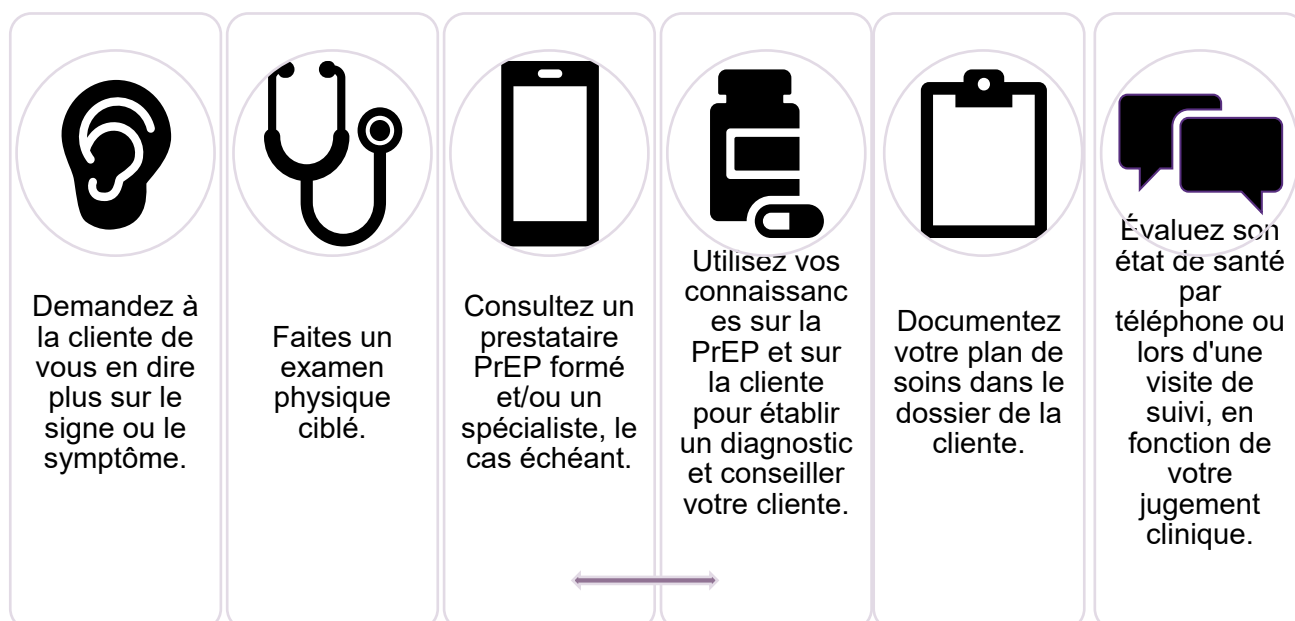 Demandez à
la cliente de
vous en dire
plus sur le
signe ou le
symptôme.
Faites un
examen
physique
ciblé.
Consultez un
prestataire
PrEP formé
et/ou un
spécialiste, le
cas échéant.
Utilisez vos
connaissanc
es sur la
PrEP et sur
la cliente
pour établir
un diagnostic
et conseiller
votre cliente.
Documentez
votre plan de
soins dans le
dossier de la
cliente.
Évaluez son
état de santé
par
téléphone ou
lors d'une
visite de
suivi, en
fonction de
votre
jugement
clinique.